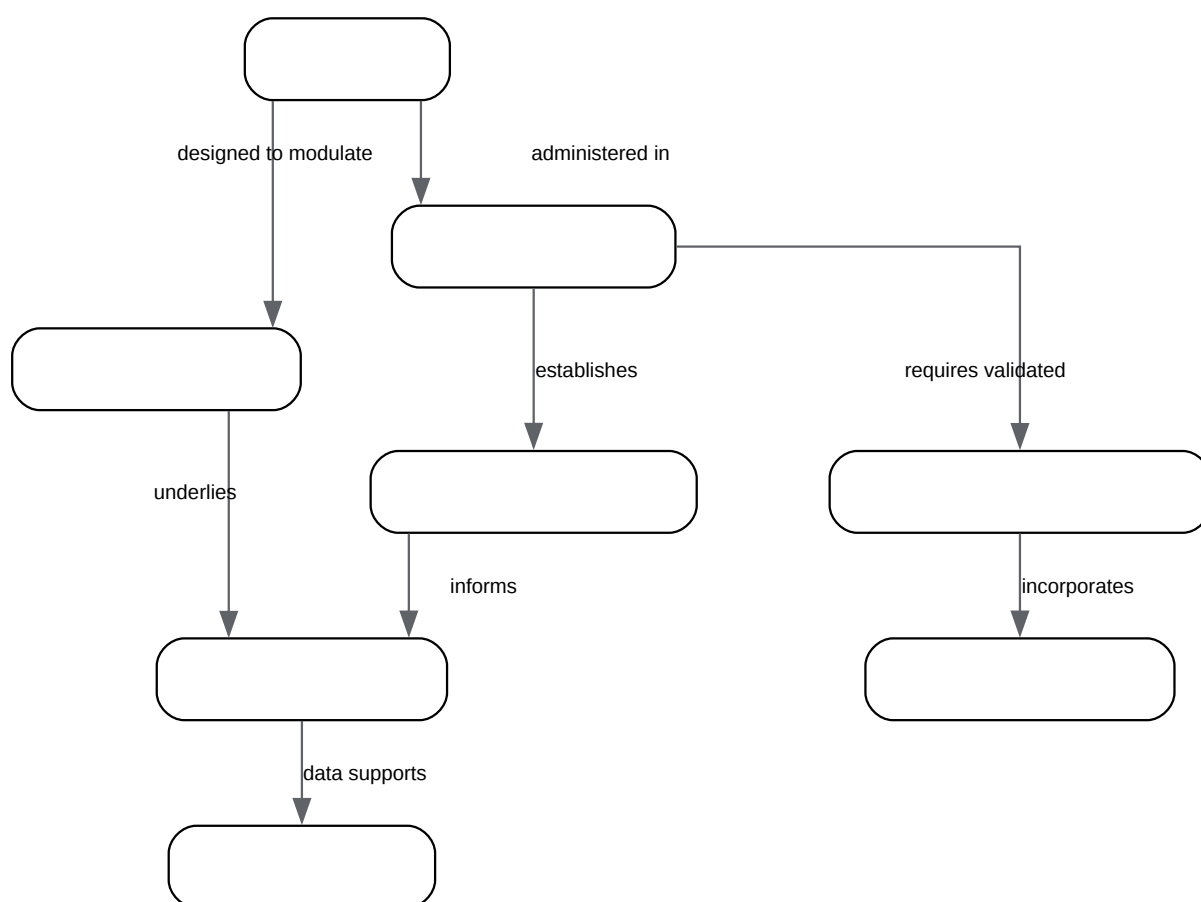 designed to modulate
administered in
establishes
requires validated
underlies
informs
incorporates
data supports